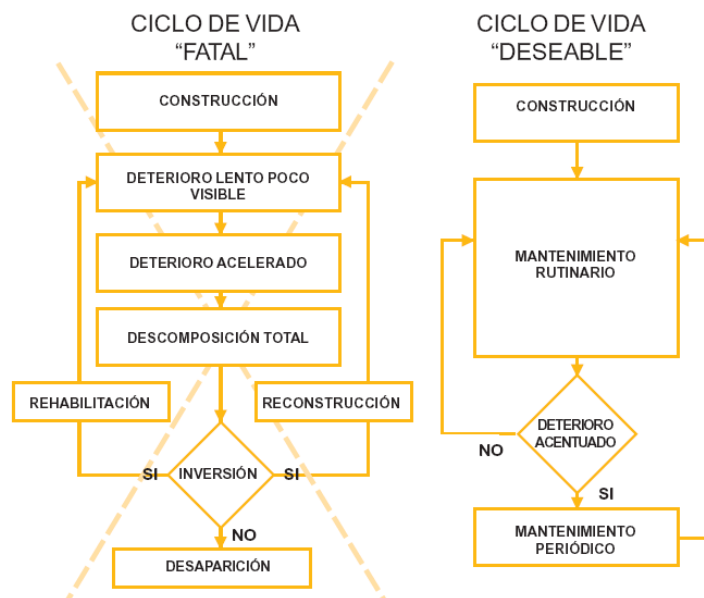 CICLO DE VIDA
“FATAL”
CONSTRUCCIÓN
DETERIORO LENTO POCO
VISIBLE
DETERIORO ACELERADO
DESCOMPOSICIÓN TOTAL
REHABILITACIÓN
RECONSTRUCCIÓN
SI
INVERSIÓN
SI
NO
DESAPARICIÓN
CICLO DE VIDA
“DESEABLE”
CONSTRUCCIÓN
MANTENIMIENTO
RUTINARIO
DETERIORO
ACENTUADO
NO
SI
MANTENIMIENTO
PERIÓDICO